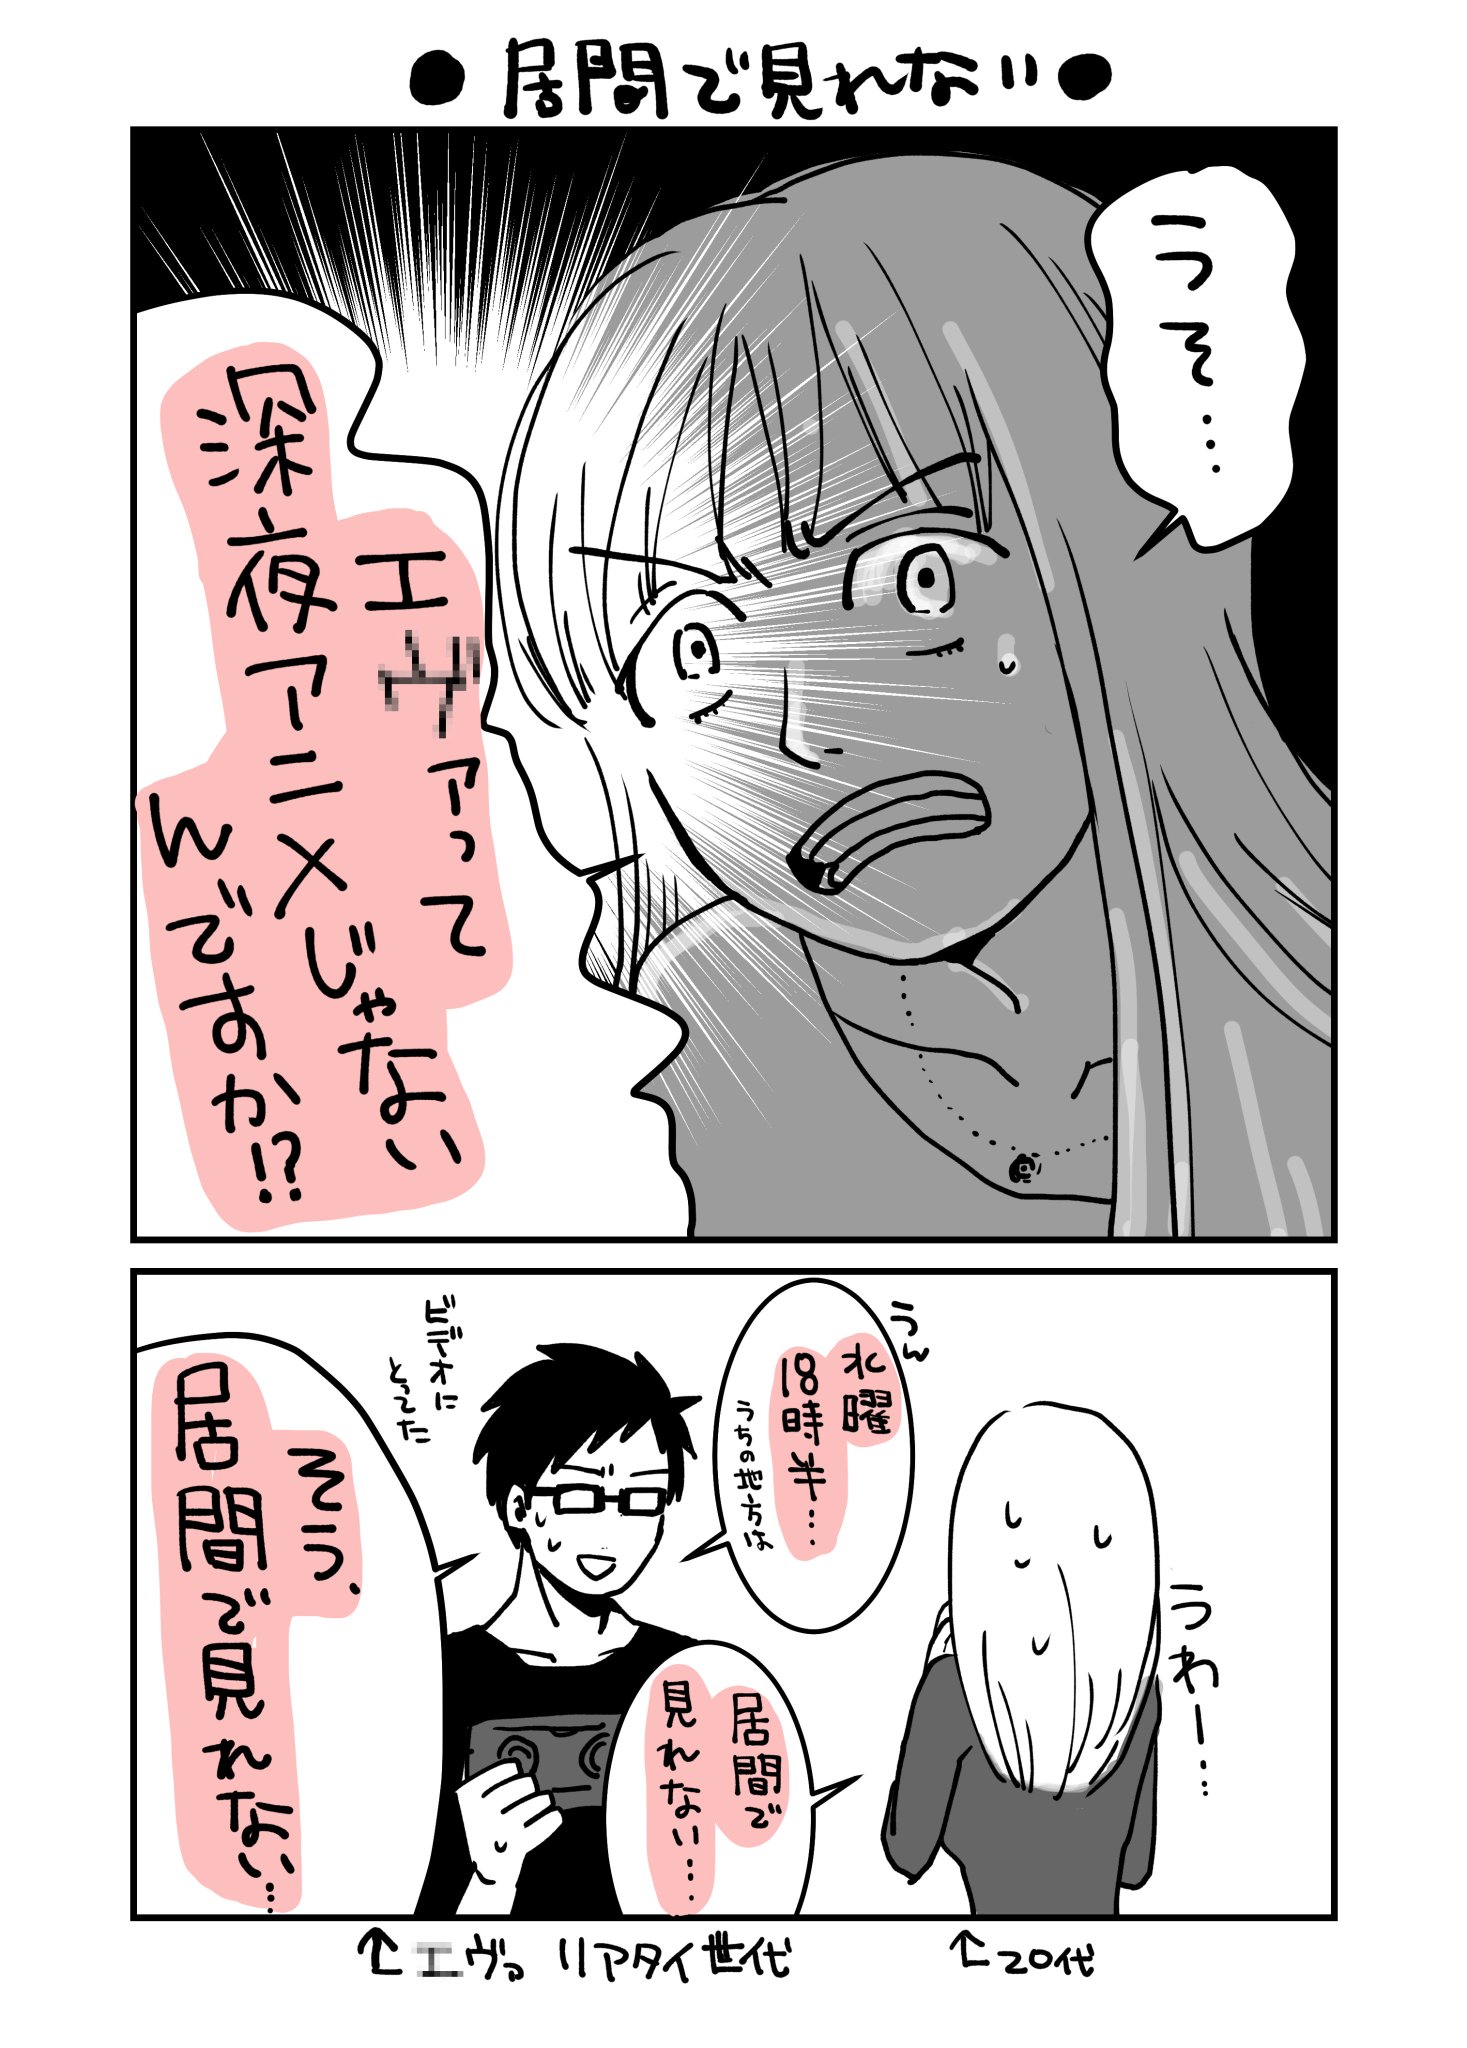 ●居間で見れない●
うっそ…
エヴァって
深夜アニメじゃない
んですか!?
うわー…
うん
水曜
18時半…
うちの地方は
居間で
見れない…
ビデオに
とってた
そう、
居間で見れない…
↑エヴァ リアタイ世代
↑20代